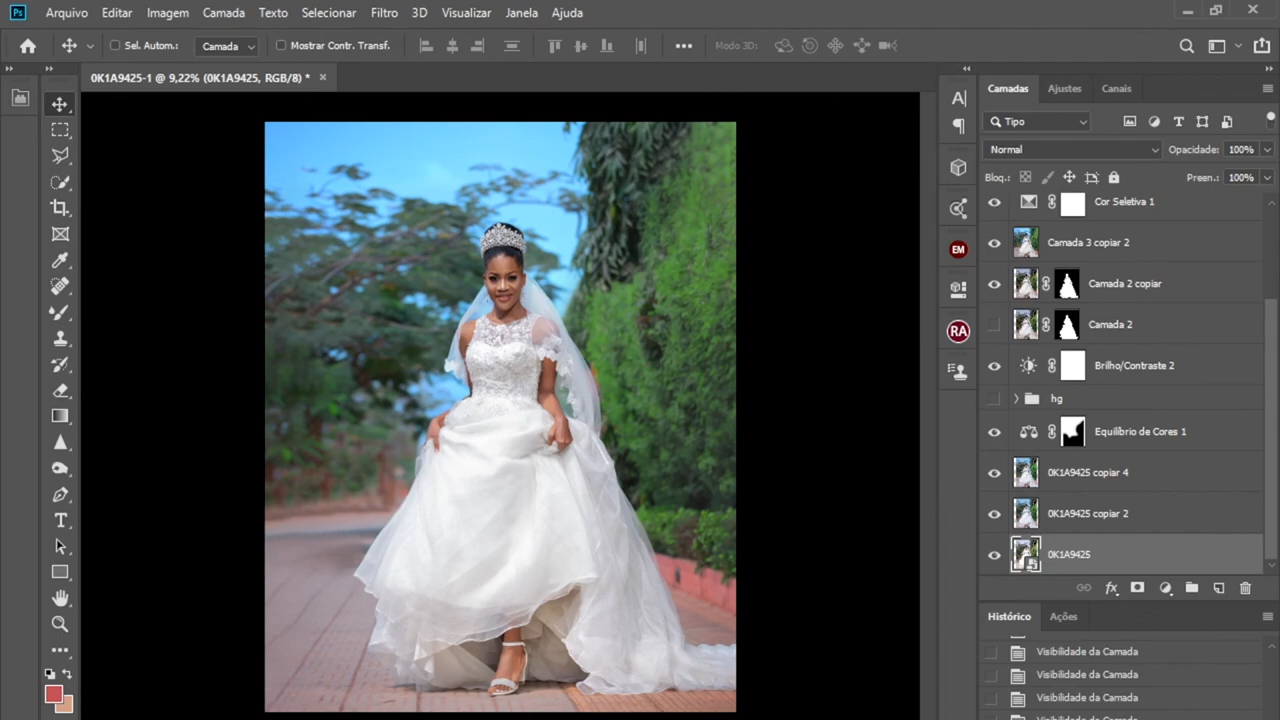 Ps Arquivo Editar Imagem Camada Texto Selecionar Filtro 3D Visualizar Janela Ajuda
Sel. Autom.: Camada Mostrar Contr. Transf. Modo 3D:
0K1A9425-1 @ 9,22% (0K1A9425, RGB/8) *
Camadas Ajustes Canais
Tipo
Normal Opacidade: 100%
Bloq.: Preen.: 100%
Cor Seletiva 1
Camada 3 copiar 2
EM
Camada 2 copiar
RA
Camada 2
Brilho/Contraste 2
hg
Equilíbrio de Cores 1
0K1A9425 copiar 4
0K1A9425 copiar 2
0K1A9425
fx
Histórico Ações
Visibilidade da Camada
Visibilidade da Camada
Visibilidade da Camada